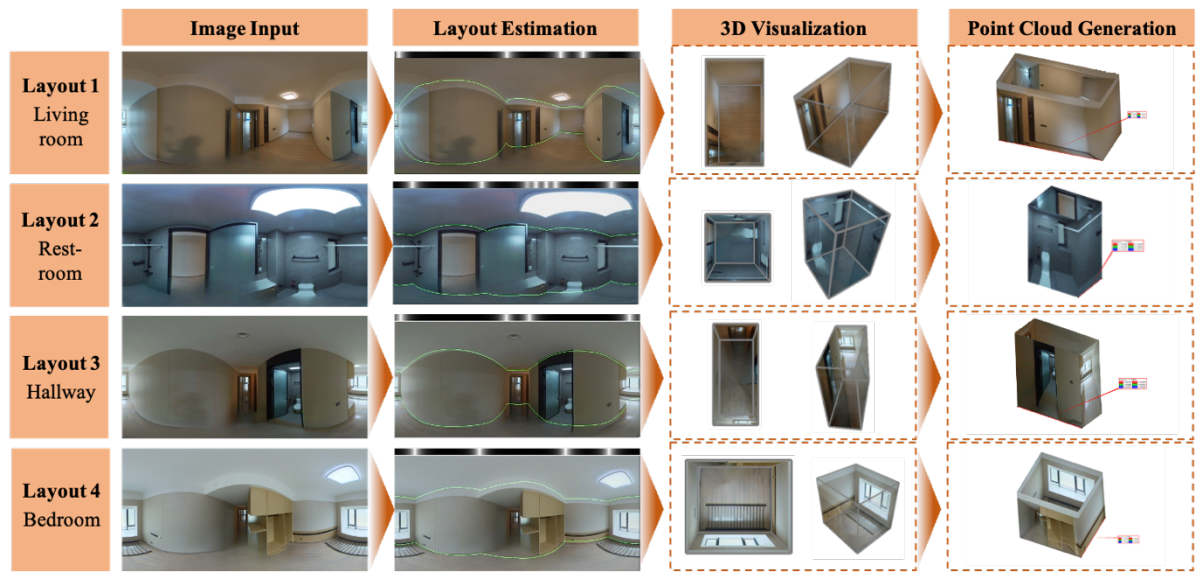 Image Input
Layout Estimation
3D Visualization
Point Cloud Generation
Layout 1
Living
room
Layout 2
Rest-
room
Layout 3
Hallway
Layout 4
Bedroom